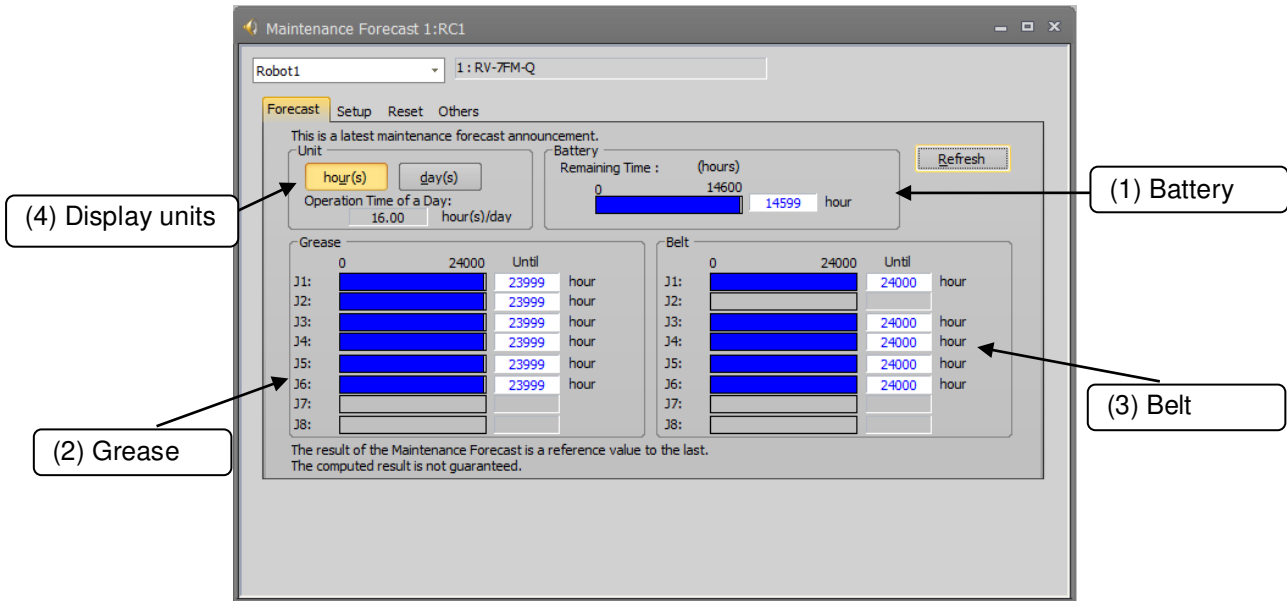 Maintenance Forecast 1:RC1
Robot1 1 : RV-7FM-Q
Forecast Setup Reset Others
This is a latest maintenance forecast announcement.
Unit Battery
Remaining Time : (hours) Refresh
hour(s) day(s) 0 14600
(1) Battery
14599 hour
Operation Time of a Day:
16.00 hour(s)/day
(4) Display units
Grease Belt
0 24000 Until 0 24000 Until
J1: 23999 hour J1: 24000 hour
J2: 23999 hour J2:
J3: 23999 hour J3: 24000 hour
J4: 23999 hour J4: 24000 hour
J5: 23999 hour J5: 24000 hour
J6: 23999 hour J6: 24000 hour
J7: J7:
(3) Belt
J8: J8:
(2) Grease
The result of the Maintenance Forecast is a reference value to the last.
The computed result is not guaranteed.